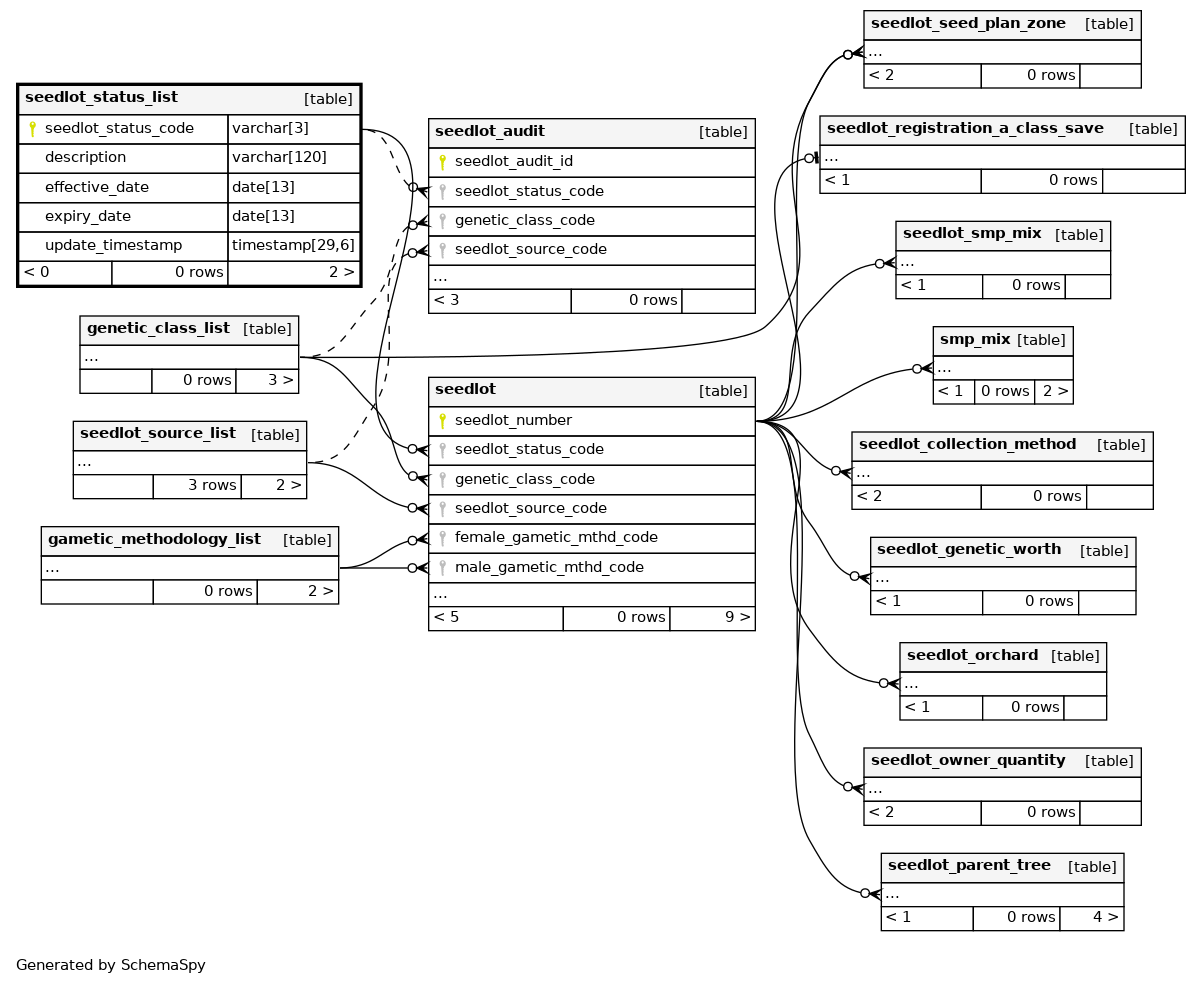 seedlot_status_list [table]
seedlot_status_code varchar[3]
description varchar[120]
effective_date date[13]
expiry_date date[13]
update_timestamp timestamp[29,6]
< 0 0 rows 2 >
genetic_class_list [table]
...
0 rows 3 >
seedlot_source_list [table]
...
3 rows 2 >
gametic_methodology_list [table]
...
0 rows 2 >
seedlot_audit [table]
seedlot_audit_id
seedlot_status_code
genetic_class_code
seedlot_source_code
...
< 3 0 rows
seedlot [table]
seedlot_number
seedlot_status_code
genetic_class_code
seedlot_source_code
female_gametic_mthd_code
male_gametic_mthd_code
...
< 5 0 rows 9 >
seedlot_seed_plan_zone [table]
...
< 2 0 rows
seedlot_registration_a_class_save [table]
...
< 1 0 rows
seedlot_smp_mix [table]
...
< 1 0 rows
smp_mix [table]
...
< 1 0 rows 2 >
seedlot_collection_method [table]
...
< 2 0 rows
seedlot_genetic_worth [table]
...
< 1 0 rows
seedlot_orchard [table]
...
< 1 0 rows
seedlot_owner_quantity [table]
...
< 2 0 rows
seedlot_parent_tree [table]
...
< 1 0 rows 4 >
Generated by SchemaSpy